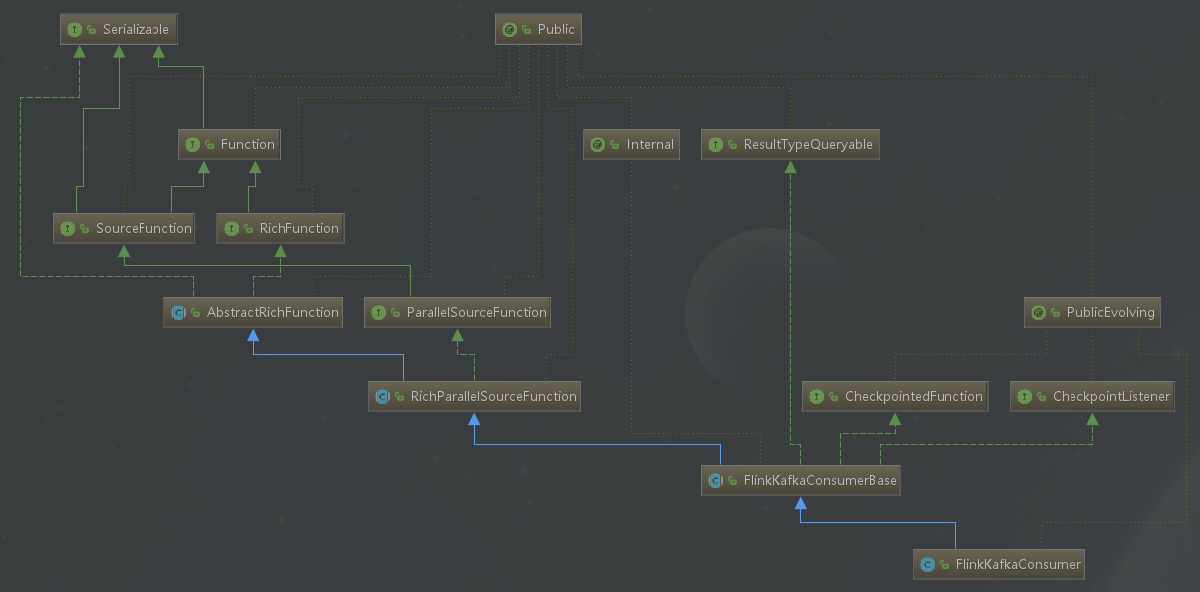 Serializable
Public
Function
Internal
ResultTypeQueryable
SourceFunction
RichFunction
AbstractRichFunction
ParallelSourceFunction
PublicEvolving
RichParallelSourceFunction
CheckpointedFunction
CheckpointListener
FlinkKafkaConsumerBase
FlinkKafkaConsumer